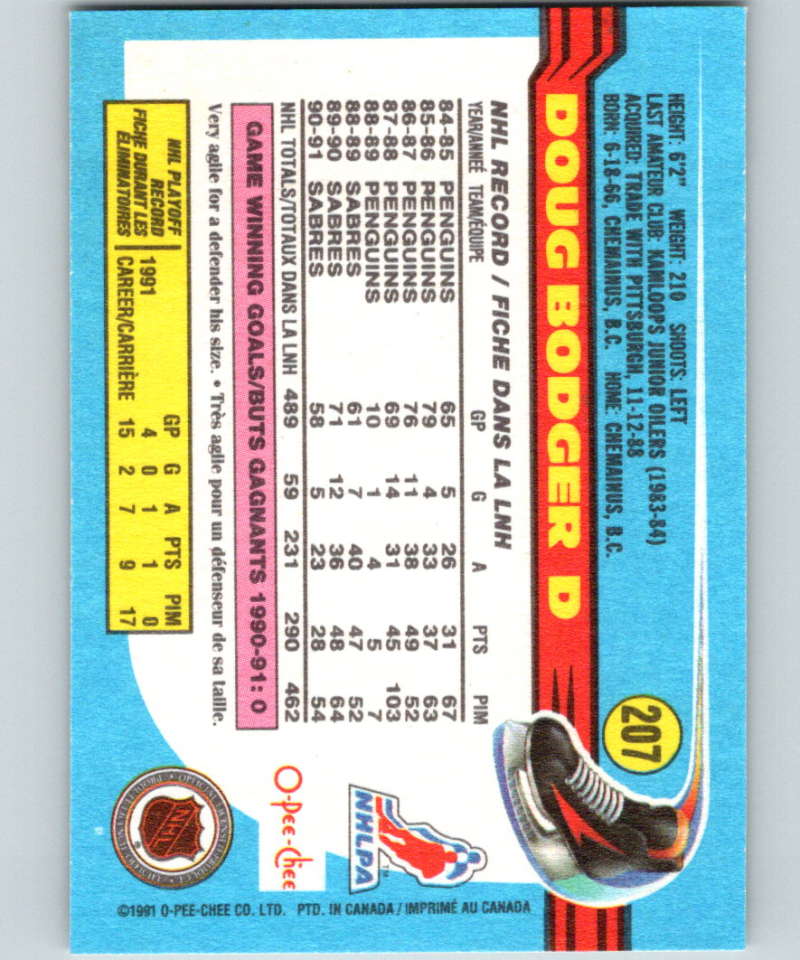 HEIGHT: 6'2" WEIGHT: 210 SHOOTS: LEFT
LAST AMATEUR CLUB: KAMLOOPS JUNIOR OILERS (1983-84)
ACQUIRED: TRADE WITH PITTSBURGH, 11-12-88
BORN: 6-18-66, CHEMAINUS, B.C. HOME: CHEMAINUS, B.C.
207
DOUG BODGER D
NHL RECORD / FICHE DANS LA LNH
YEAR/ANNÉE TEAM/ÉQUIPE GP G A PTS PIM
84-85 PENGUINS 65 5 26 31 67
85-86 PENGUINS 79 4 33 37 63
86-87 PENGUINS 76 11 38 49 52
87-88 PENGUINS 69 14 31 45 103
88-89 PENGUINS 10 1 4 5 7
88-89 SABRES 61 7 40 47 52
89-90 SABRES 71 12 36 48 64
90-91 SABRES 58 5 23 28 54
NHL TOTALS/TOTAUX DANS LA LNH 489 59 231 290 462
GAME WINNING GOALS/BUTS GAGNANTS 1990-91: 0
Very agile for a defender his size. • Très agile pour un défenseur de sa taille.
NHL PLAYOFF RECORD
FICHE DURANT LES ÉLIMINATOIRES
GP G A PTS PIM
1991 4 0 1 1 0
CAREER/CARRIÈRE 15 2 7 9 17
NHLPA
TM
O-Pee-Chee
NHL
©1991 O-PEE-CHEE CO. LTD. PTD. IN CANADA / IMPRIMÉ AU CANADA